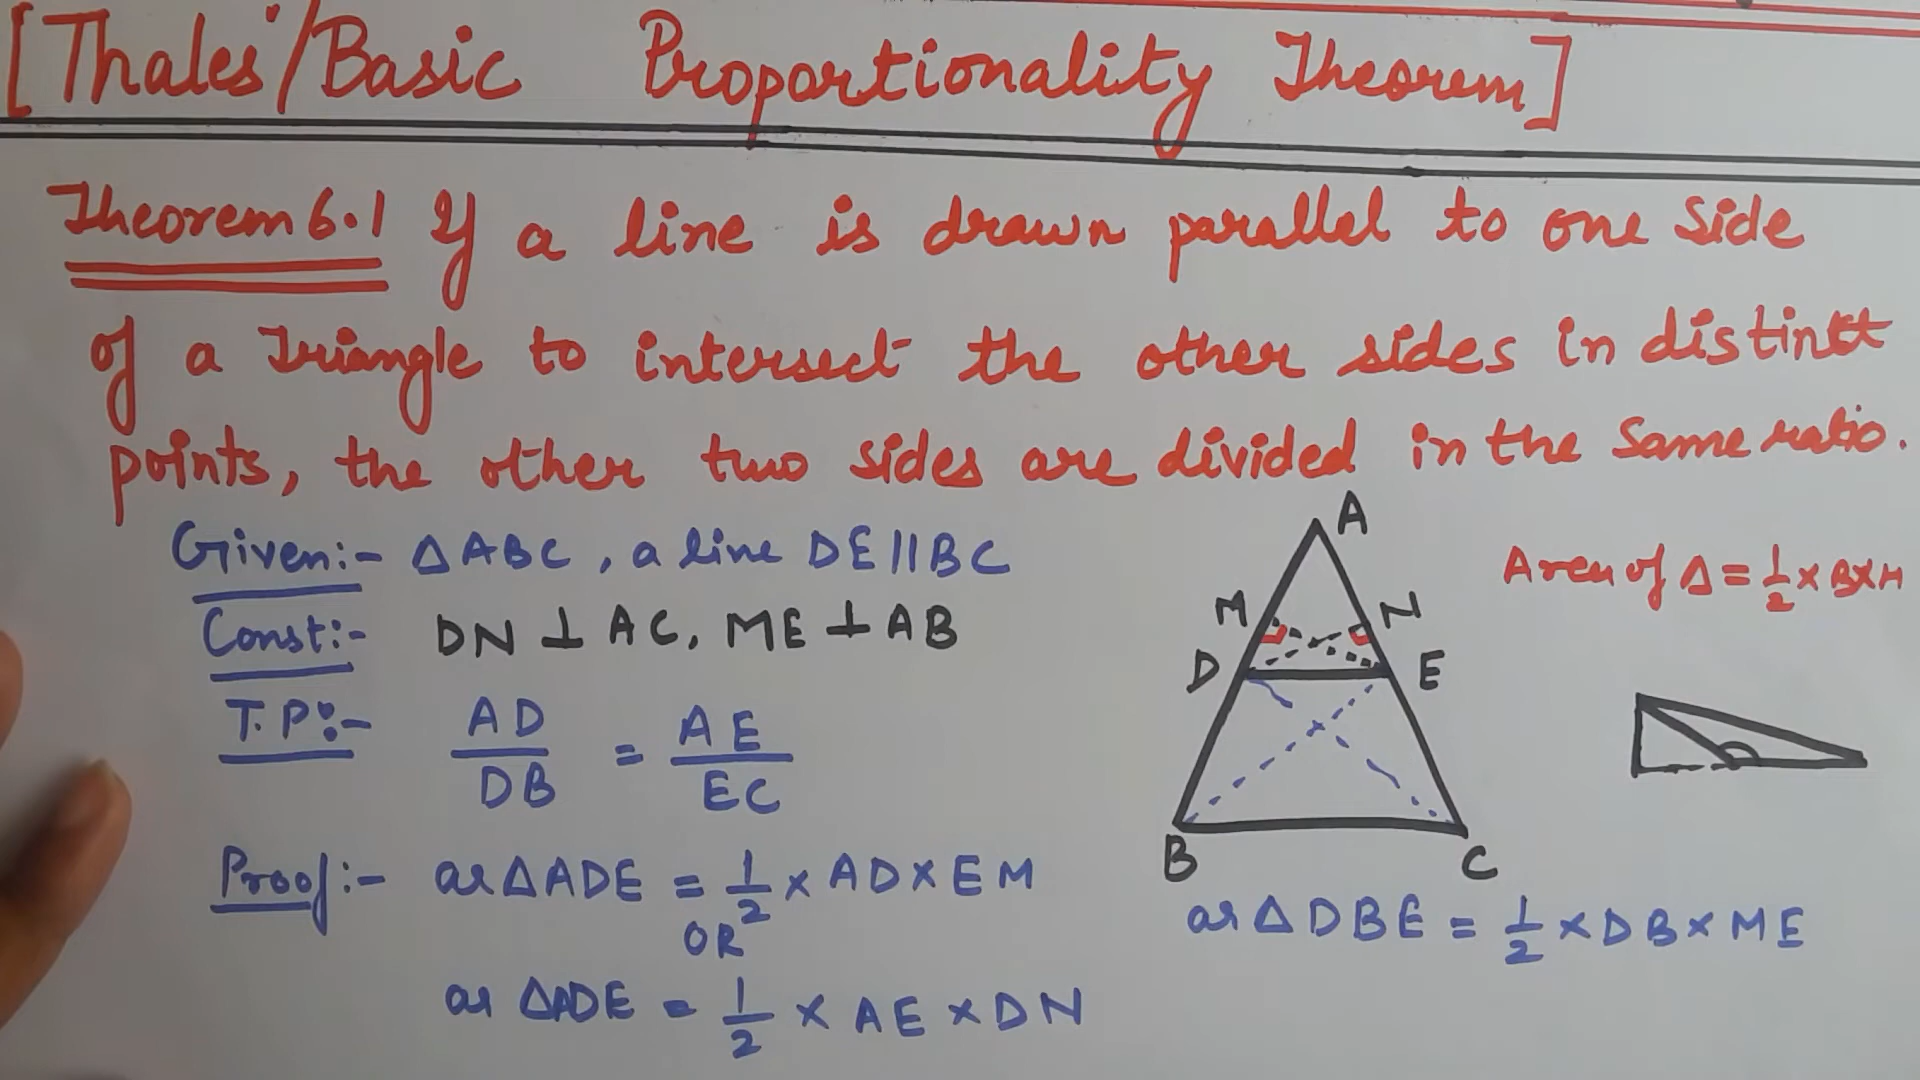 [Thales'/Basic Proportionality Theorem]
Theorem 6.1 If a line is drawn parallel to one Side
of a Triangle to intersect the other sides in distinct
points, the other two sides are divided in the Same ratio.
Given:- ΔABC, a line DE||BC
Const:- DN ⊥ AC, ME ⊥ AB
T.P:- AD/DB = AE/EC
A
M N
D E
B C
Area of Δ = 1/2 × B×H
Proof:- ar ΔADE = 1/2 × AD × EM
OR
ar ΔADE = 1/2 × AE × DN
ar Δ DBE = 1/2 × DB × ME